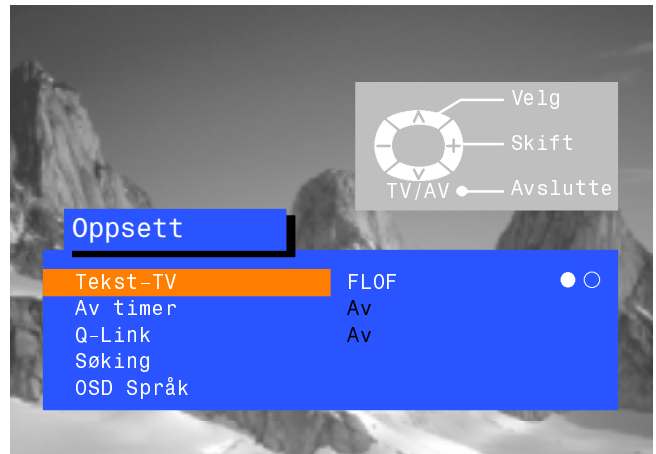 Velg
Skift
TV/AV Avslutte
Oppsett
Tekst-TV FLOF
Av timer Av
Q-Link Av
Søking
OSD Språk